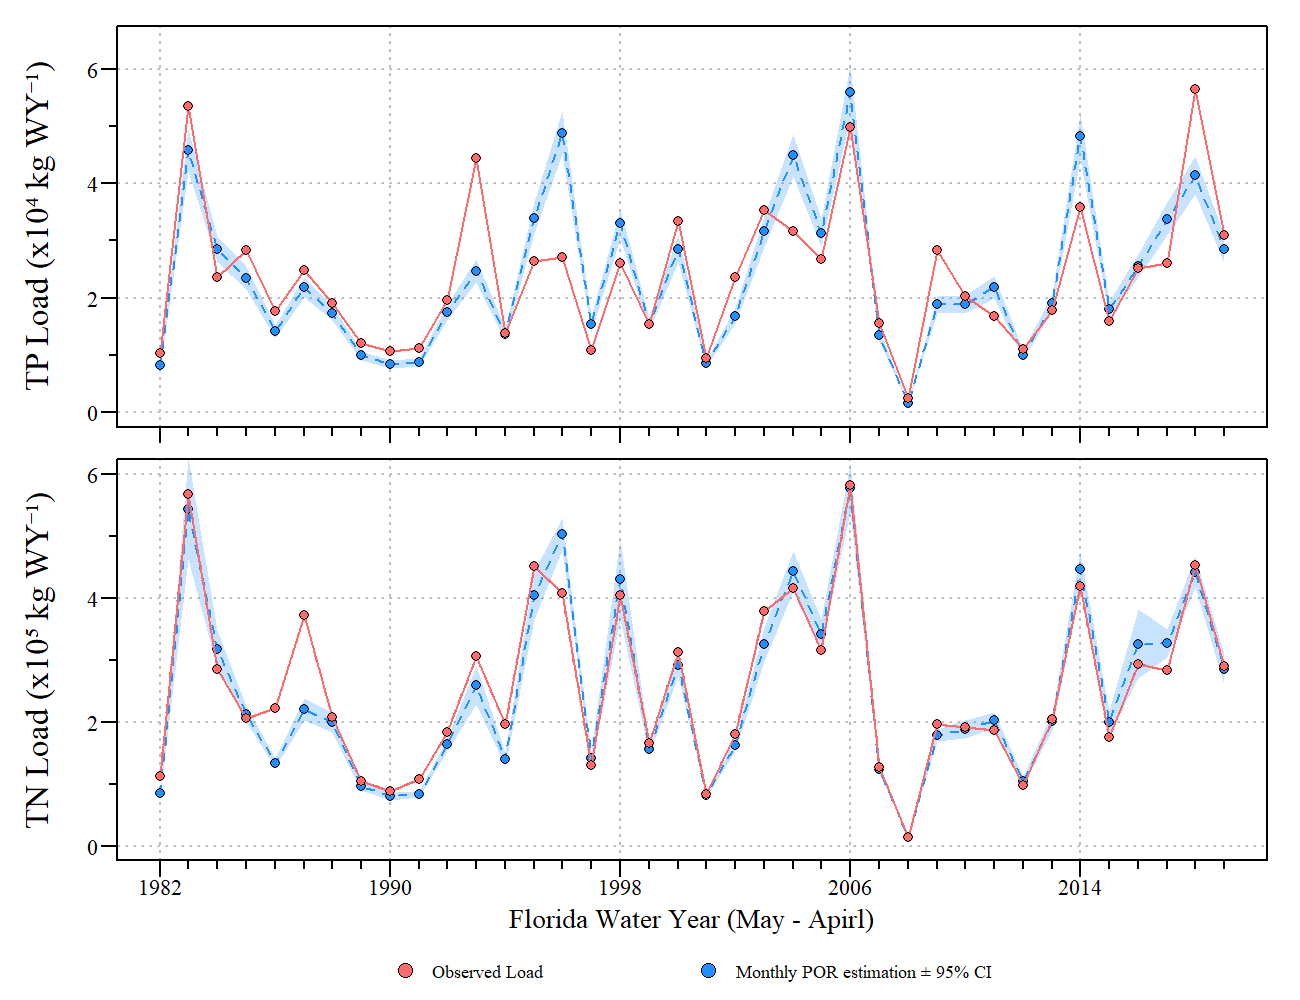 TP Load (x10⁴ kg WY⁻¹)
6
4
2
0
TN Load (x10⁵ kg WY⁻¹)
6
4
2
0
1982 1990 1998 2006 2014
Florida Water Year (May - Apirl)
Observed Load
Monthly POR estimation ± 95% CI